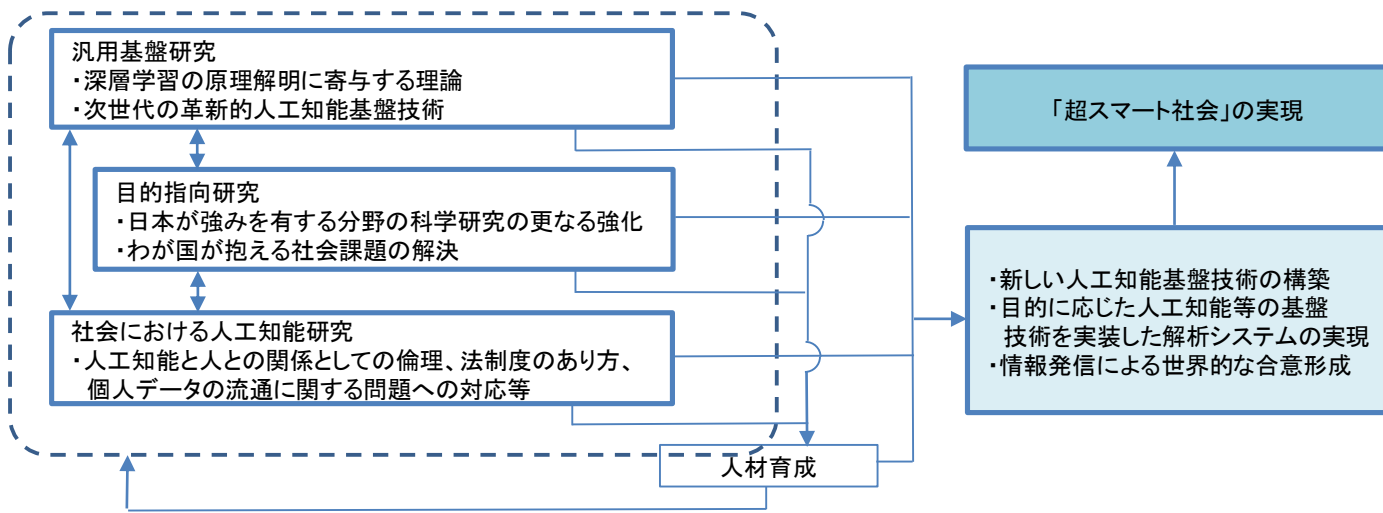 汎用基盤研究
・深層学習の原理解明に寄与する理論
・次世代の革新的人工知能基盤技術
目的指向研究
・日本が強みを有する分野の科学研究の更なる強化
・わが国が抱える社会課題の解決
社会における人工知能研究
・人工知能と人との関係としての倫理、法制度のあり方、
個人データの流通に関する問題への対応等
人材育成
「超スマート社会」の実現
・新しい人工知能基盤技術の構築
・目的に応じた人工知能等の基盤
技術を実装した解析システムの実現
・情報発信による世界的な合意形成